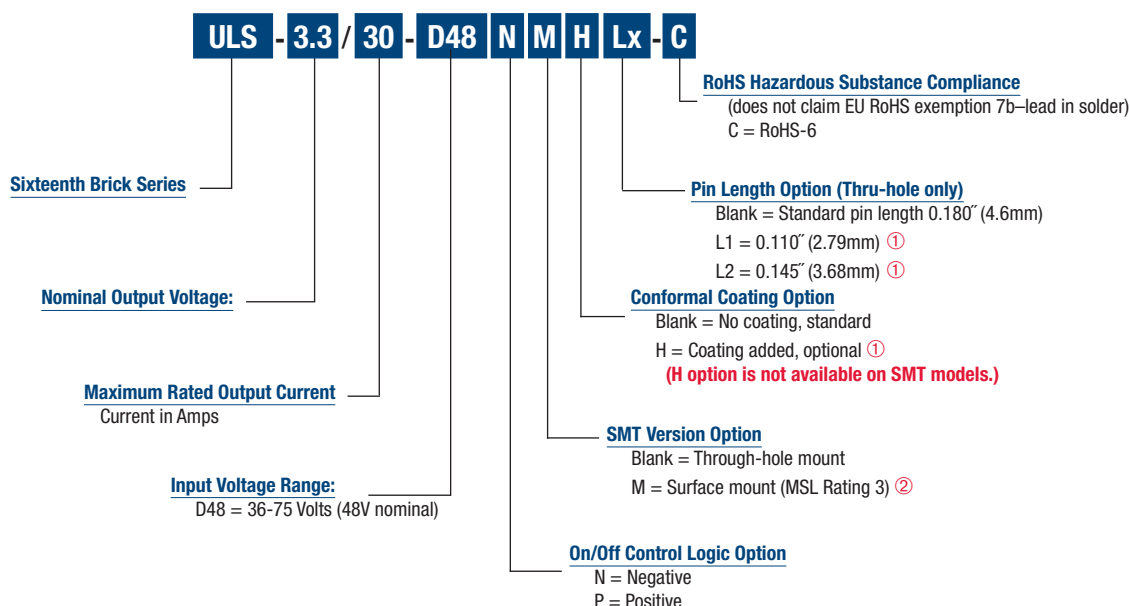 ULS - 3.3 / 30 - D48 N M H Lx - C
RoHS Hazardous Substance Compliance
(does not claim EU RoHS exemption 7b–lead in solder)
C = RoHS-6
Sixteenth Brick Series
Pin Length Option (Thru-hole only)
Blank = Standard pin length 0.180˝ (4.6mm)
L1 = 0.110˝ (2.79mm) ①
L2 = 0.145˝ (3.68mm) ①
Nominal Output Voltage:
Conformal Coating Option
Blank = No coating, standard
H = Coating added, optional ①
(H option is not available on SMT models.)
Maximum Rated Output Current
Current in Amps
SMT Version Option
Blank = Through-hole mount
M = Surface mount (MSL Rating 3) ②
Input Voltage Range:
D48 = 36-75 Volts (48V nominal)
On/Off Control Logic Option
N = Negative
P = Positive